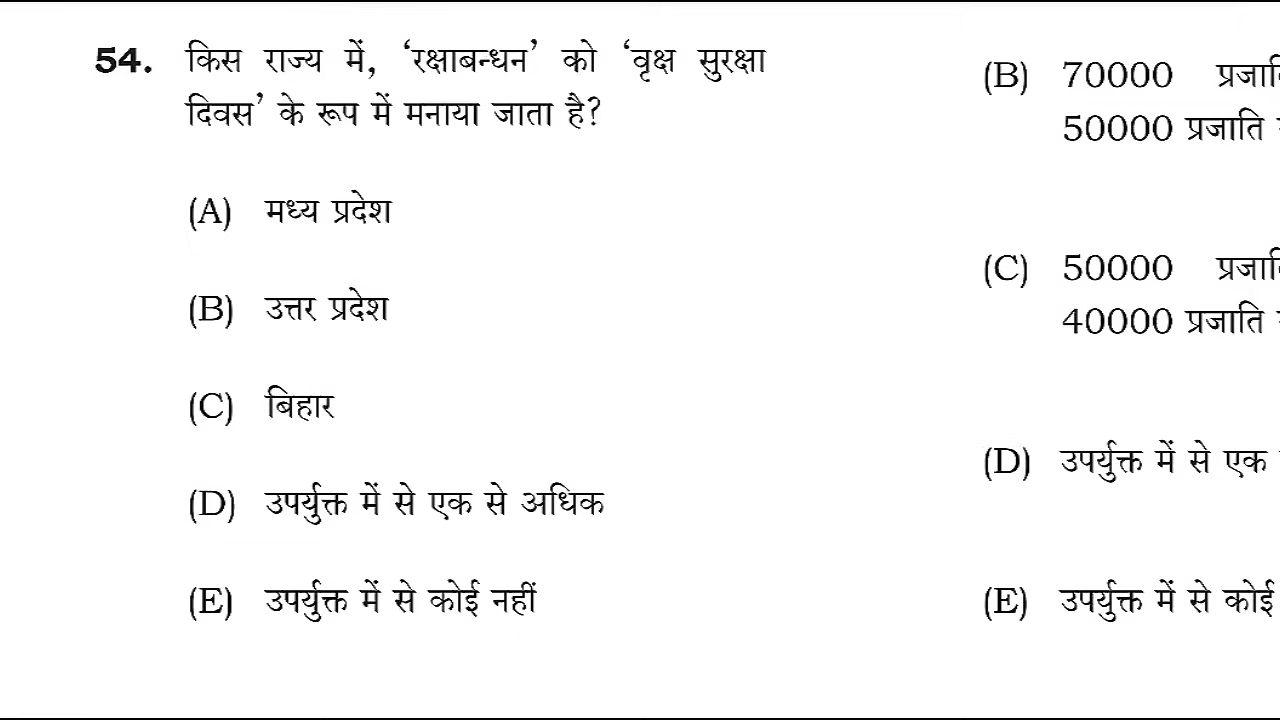 54. किस राज्य में, ‘रक्षाबन्धन’ को ‘वृक्ष सुरक्षा
दिवस’ के रूप में मनाया जाता है?
(A) मध्य प्रदेश
(B) उत्तर प्रदेश
(C) बिहार
(D) उपर्युक्त में से एक से अधिक
(E) उपर्युक्त में से कोई नहीं
(B) 70000
50000 प्रजाति
(C) 50000
40000 प्रजाति
(D) उपर्युक्त में से एक
(E) उपर्युक्त में से कोई